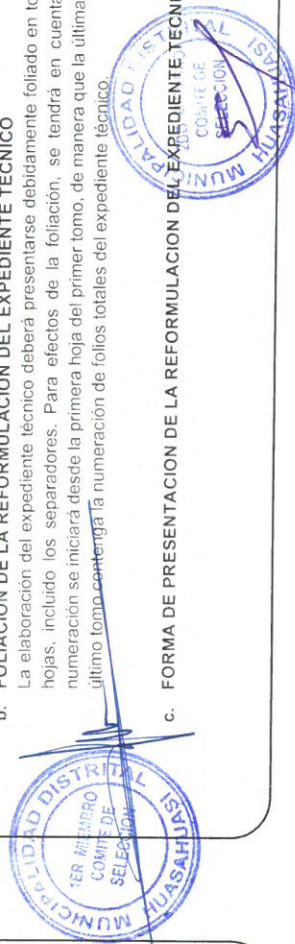 b. FOLIACIÓN DE LA REFORMULACIÓN DEL EXPEDIENTE TÉCNICO
La elaboración del expediente técnico deberá presentarse debidamente foliado en to
hojas, incluido los separadores. Para efectos de la foliación, se tendrá en cuenta
numeración se iniciará desde la primera hoja del primer tomo, de manera que la última
último tomo contenga la numeración de folios totales del expediente técnico.
c. FORMA DE PRESENTACION DE LA REFORMULACION DEL EXPEDIENTE TECNI
MUNICIPALIDAD DISTRITAL
1ER MIEMBRO
COMITE DE
SELECCIÓN
HUASAHUASI
MUNICIPALIDAD DISTRITAL
COMITE DE
SELECCIÓN
HUASAHUASI